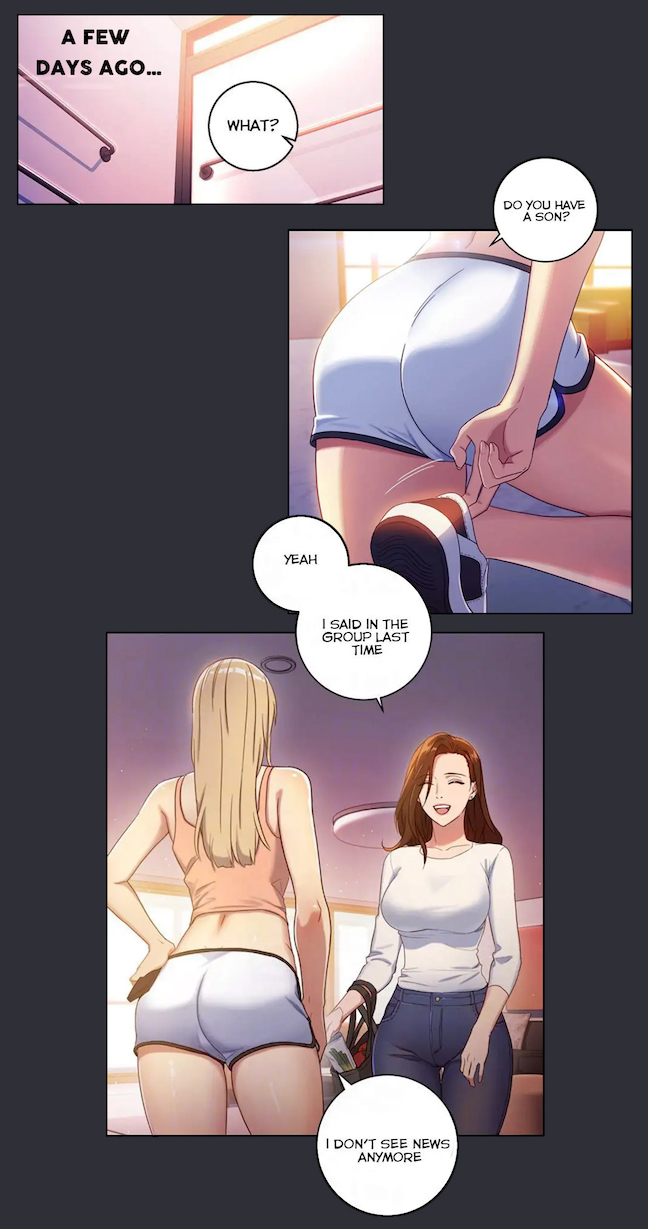 A FEW
DAYS AGO...
WHAT?
DO YOU HAVE
A SON?
YEAH
I SAID IN THE
GROUP LAST
TIME
I DON'T SEE NEWS
ANYMORE